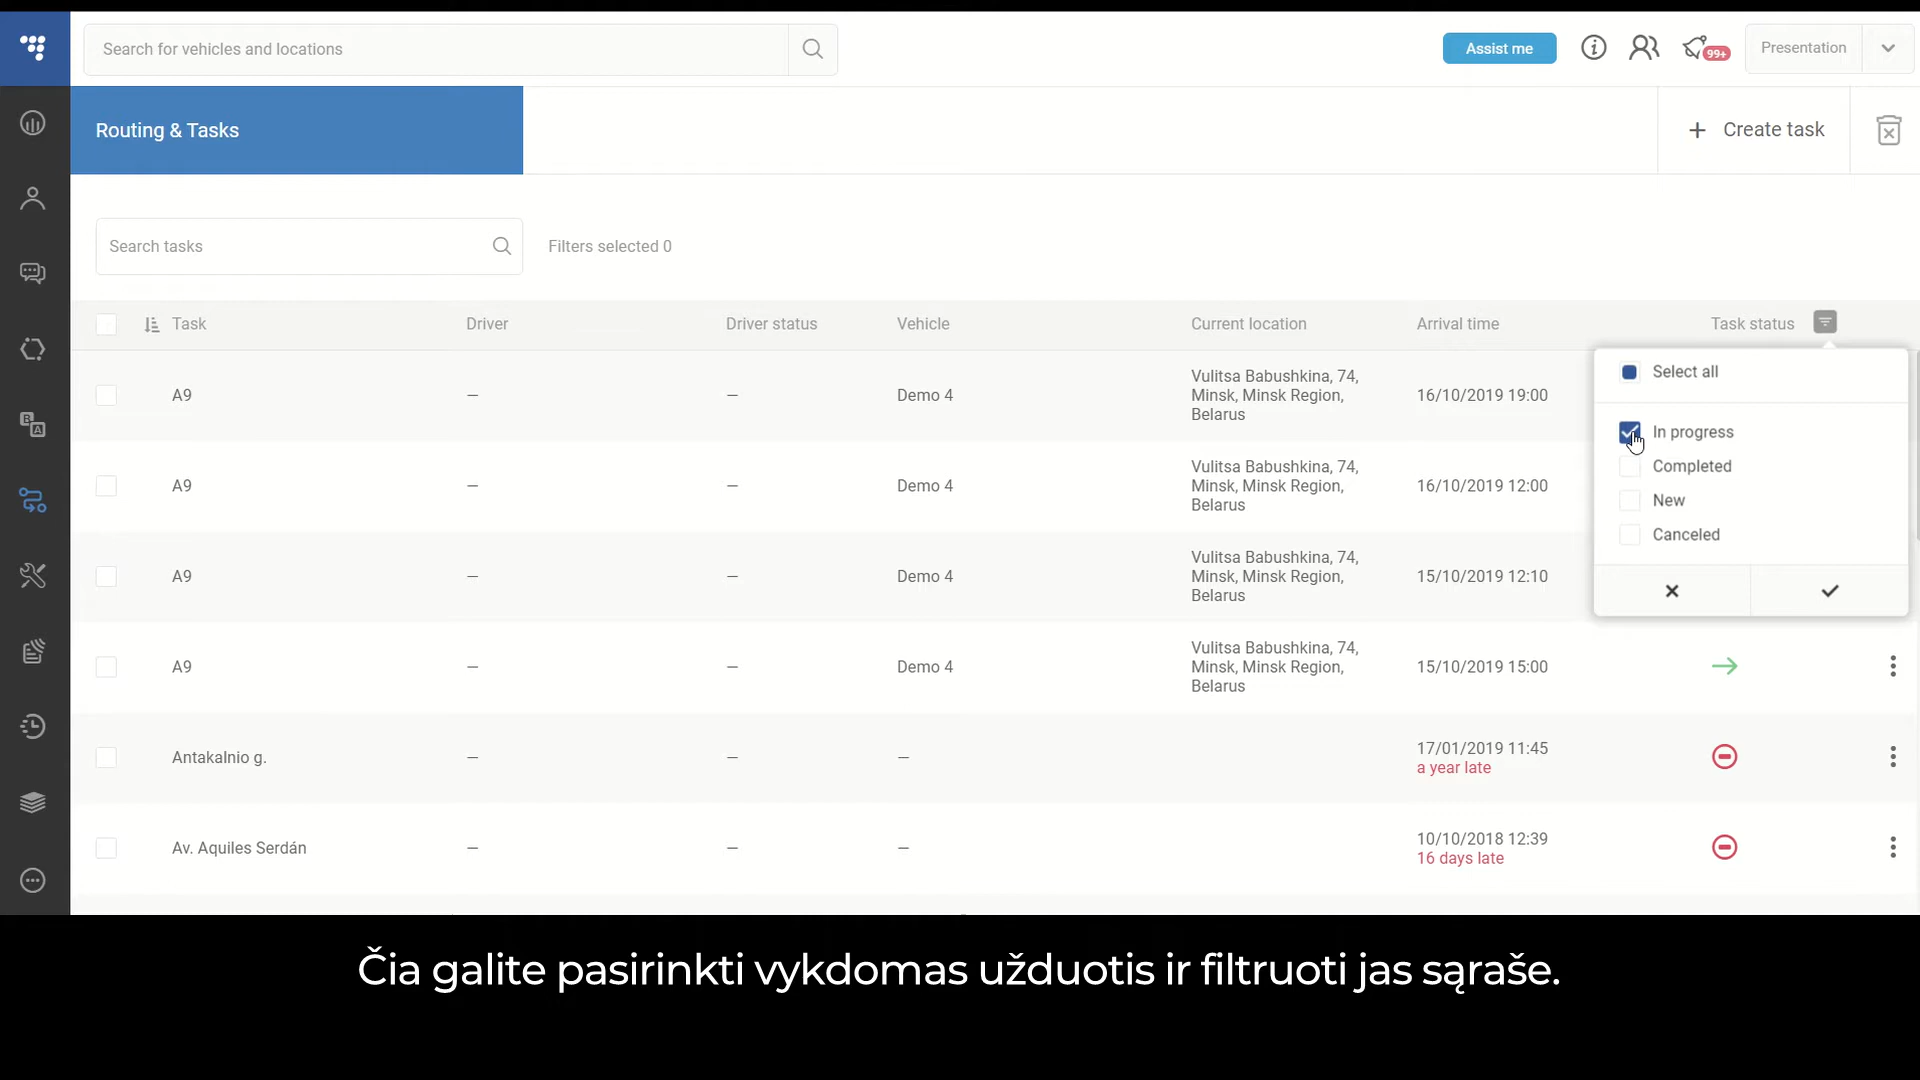 Search for vehicles and locations
Assist me
99+
Presentation
Routing & Tasks
+ Create task
Search tasks
Filters selected 0
Task
Driver
Driver status
Vehicle
Current location
Arrival time
Task status
Select all
In progress
Completed
New
Canceled
A9
—
—
Demo 4
Vulitsa Babushkina, 74,
Minsk, Minsk Region,
Belarus
16/10/2019 19:00
A9
—
—
Demo 4
Vulitsa Babushkina, 74,
Minsk, Minsk Region,
Belarus
16/10/2019 12:00
A9
—
—
Demo 4
Vulitsa Babushkina, 74,
Minsk, Minsk Region,
Belarus
15/10/2019 12:10
A9
—
—
Demo 4
Vulitsa Babushkina, 74,
Minsk, Minsk Region,
Belarus
15/10/2019 15:00
Antakalnio g.
—
—
—
17/01/2019 11:45
a year late
Av. Aquiles Serdán
—
—
—
10/10/2018 12:39
16 days late
Čia galite pasirinkti vykdomas užduotis ir filtruoti jas sąraše.